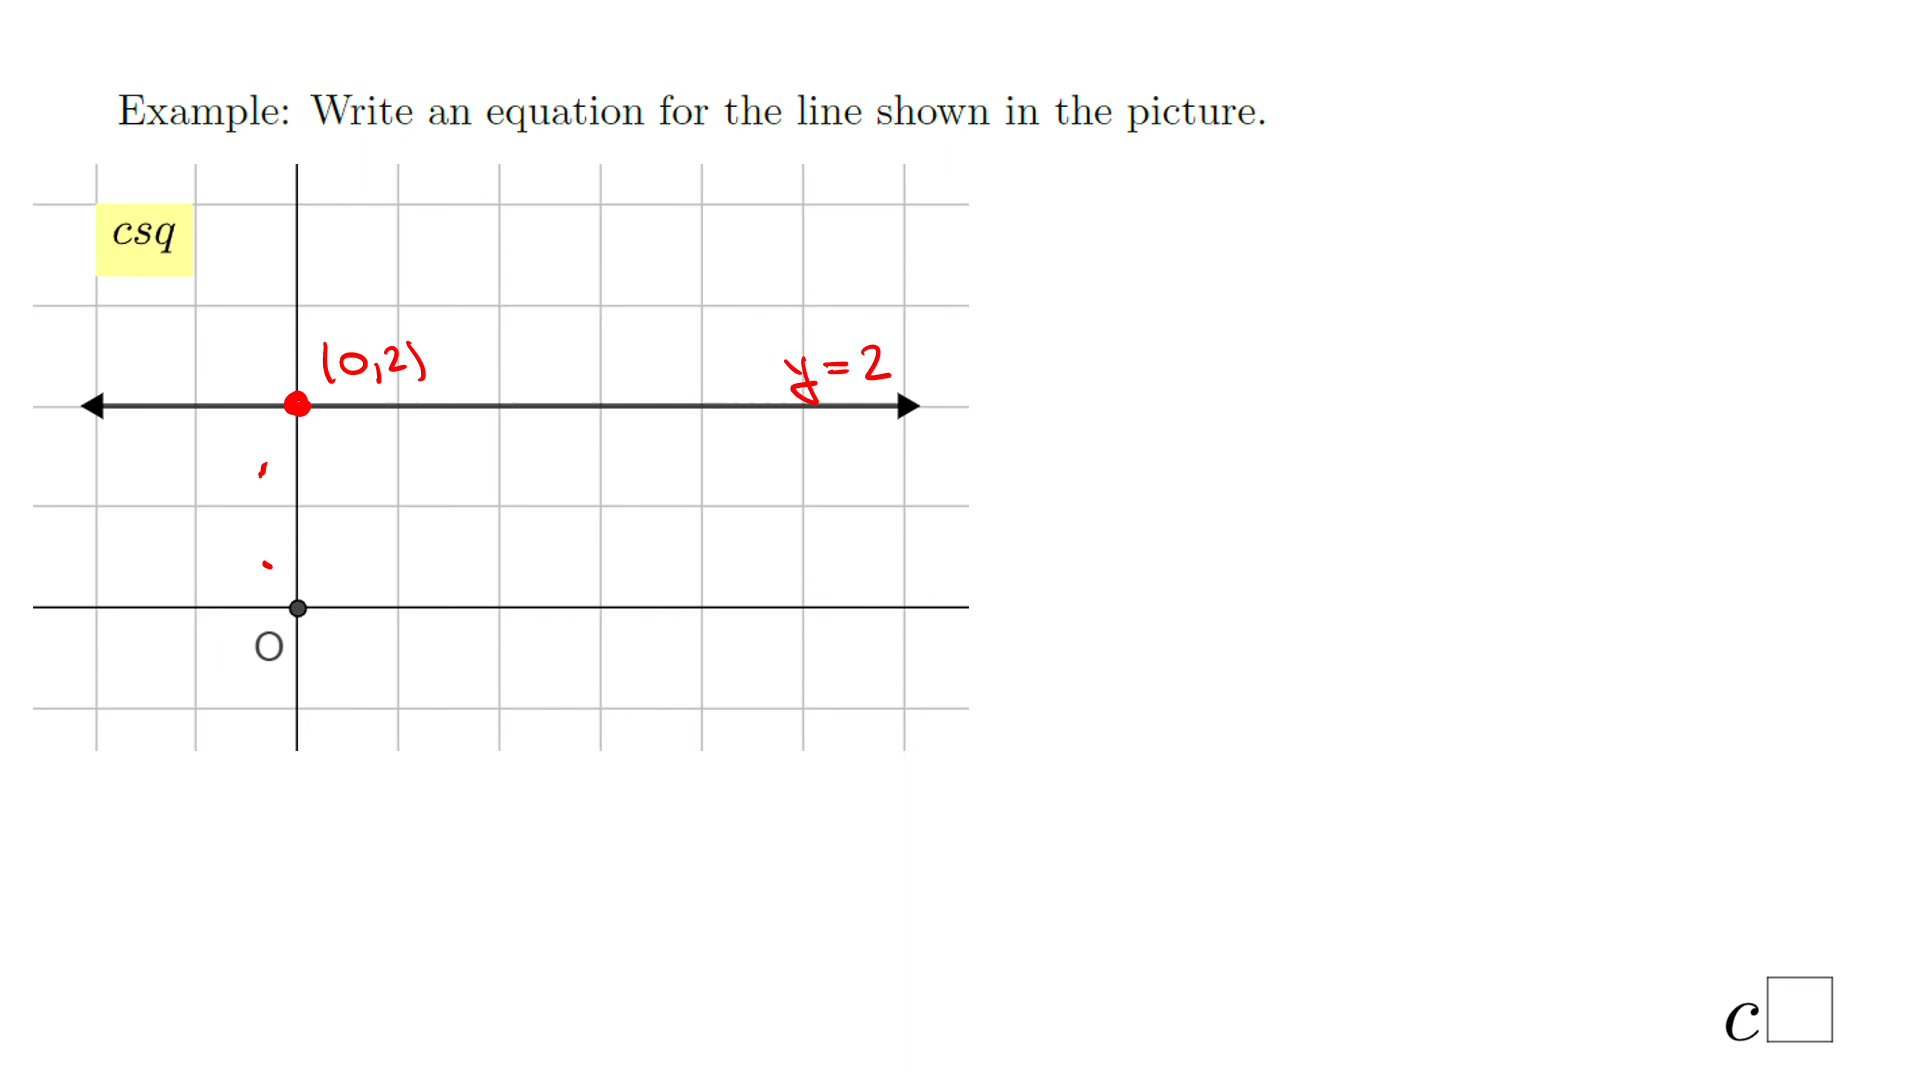 Example: Write an equation for the line shown in the picture.
csq
(0,2)
y=2
O
c